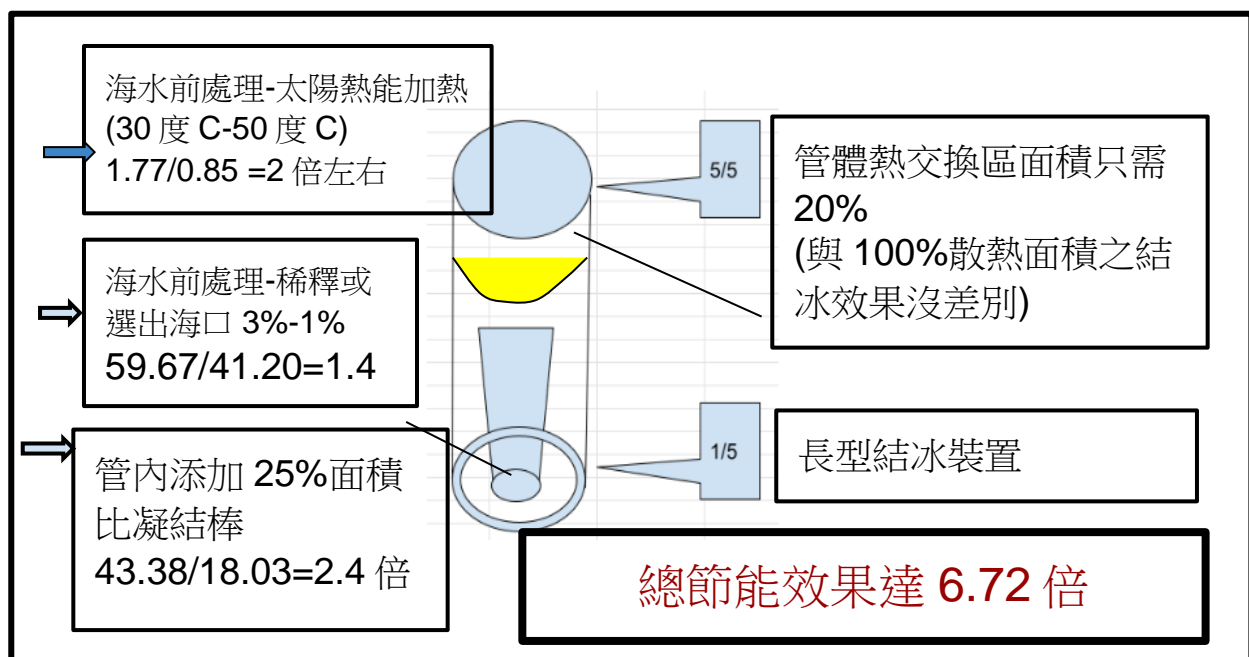 海水前處理-太陽熱能加熱
(30 度 C-50 度 C)
1.77/0.85 =2 倍左右
海水前處理-稀釋或
選出海口 3%-1%
59.67/41.20=1.4
管內添加 25%面積
比凝結棒
43.38/18.03=2.4 倍
5/5
1/5
管體熱交換區面積只需
20%
(與 100%散熱面積之結
冰效果沒差別)
長型結冰裝置
總節能效果達 6.72 倍